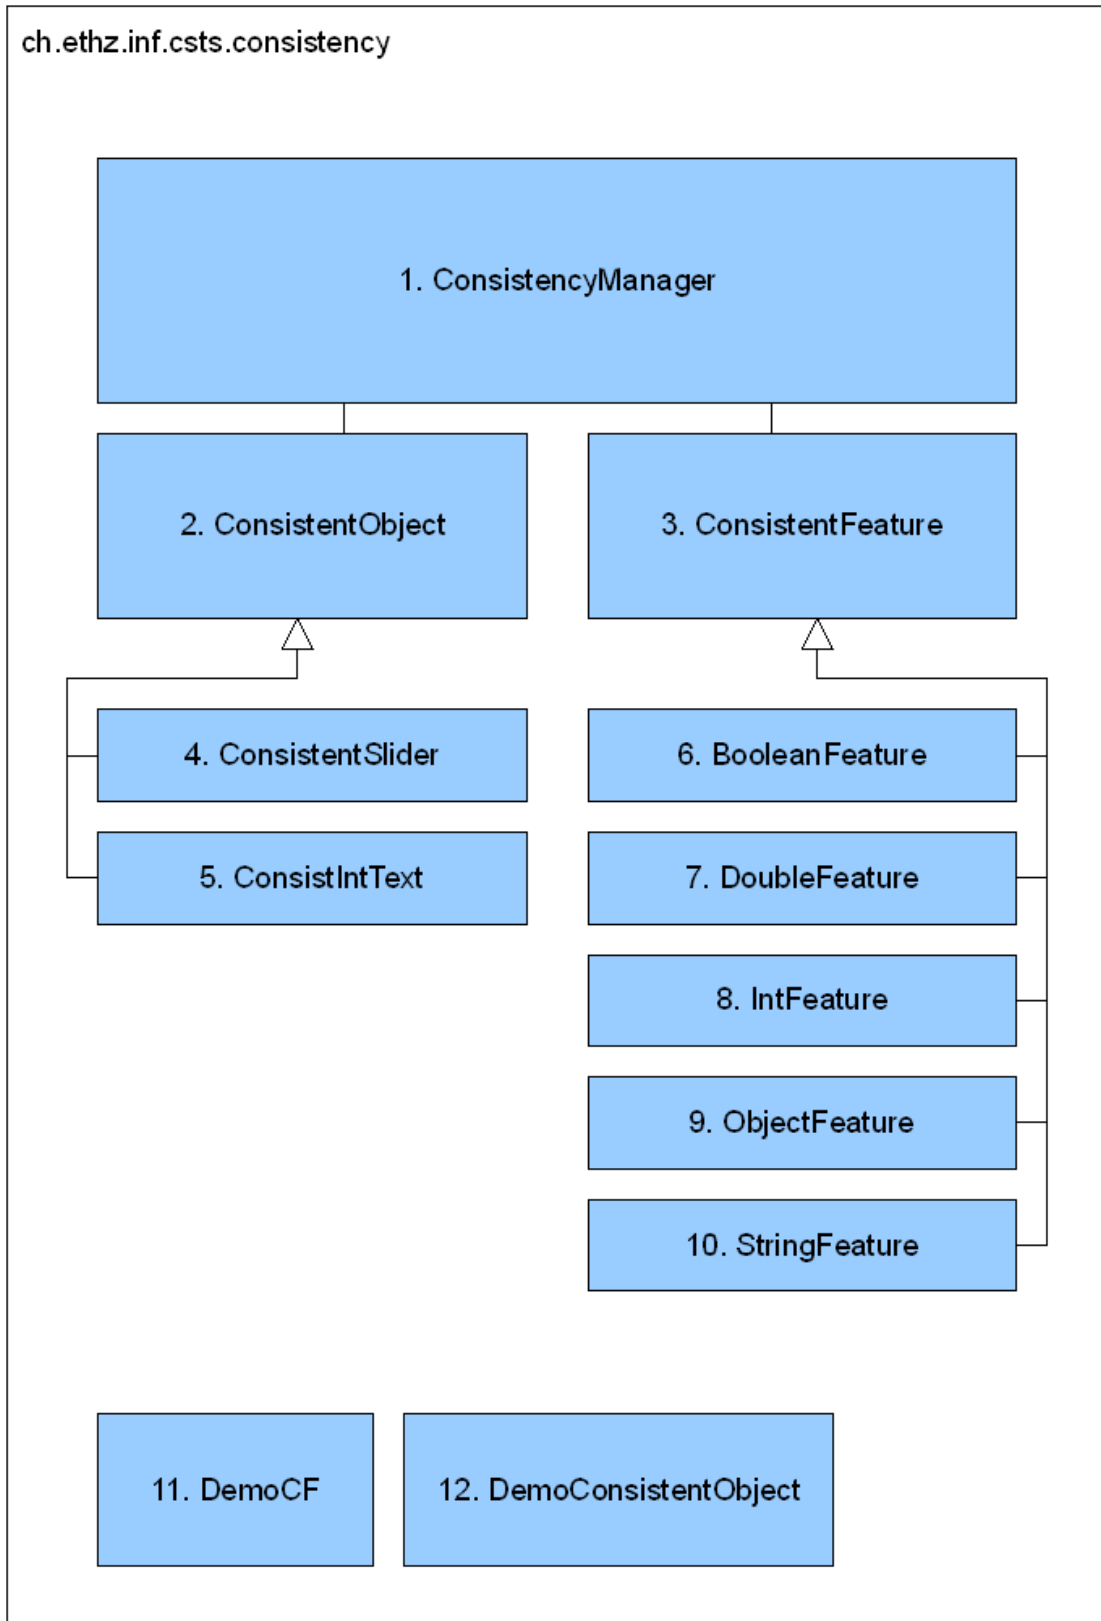 ch.ethz.inf.csts.consistency
1. ConsistencyManager
2. ConsistentObject
3. ConsistentFeature
4. ConsistentSlider
6. BooleanFeature
5. ConsistIntText
7. DoubleFeature
8. IntFeature
9. ObjectFeature
10. StringFeature
11. DemoCF
12. DemoConsistentObject